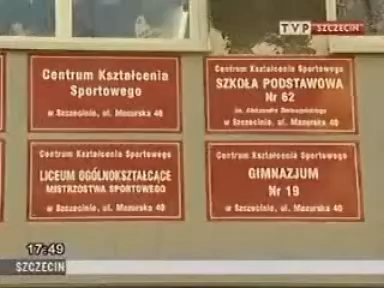 TVP SZCZECIN
Centrum Kształcenia
Sportowego
w Szczecinie, ul. Mazurska 40
Centrum Kształcenia Sportowego
SZKOŁA PODSTAWOWA
Nr 62
im. Aleksandra
w Szczecinie, ul. Mazurska 40
Centrum Kształcenia Sportowego
LICEUM OGÓLNOKSZTAŁCĄCE
MISTRZOSTWA SPORTOWEGO
w Szczecinie, ul. Mazurska 40
Centrum Kształcenia Sportowego
GIMNAZJUM
Nr 19
w Szczecinie, ul. Mazurska 40
17:49
SZCZECIN